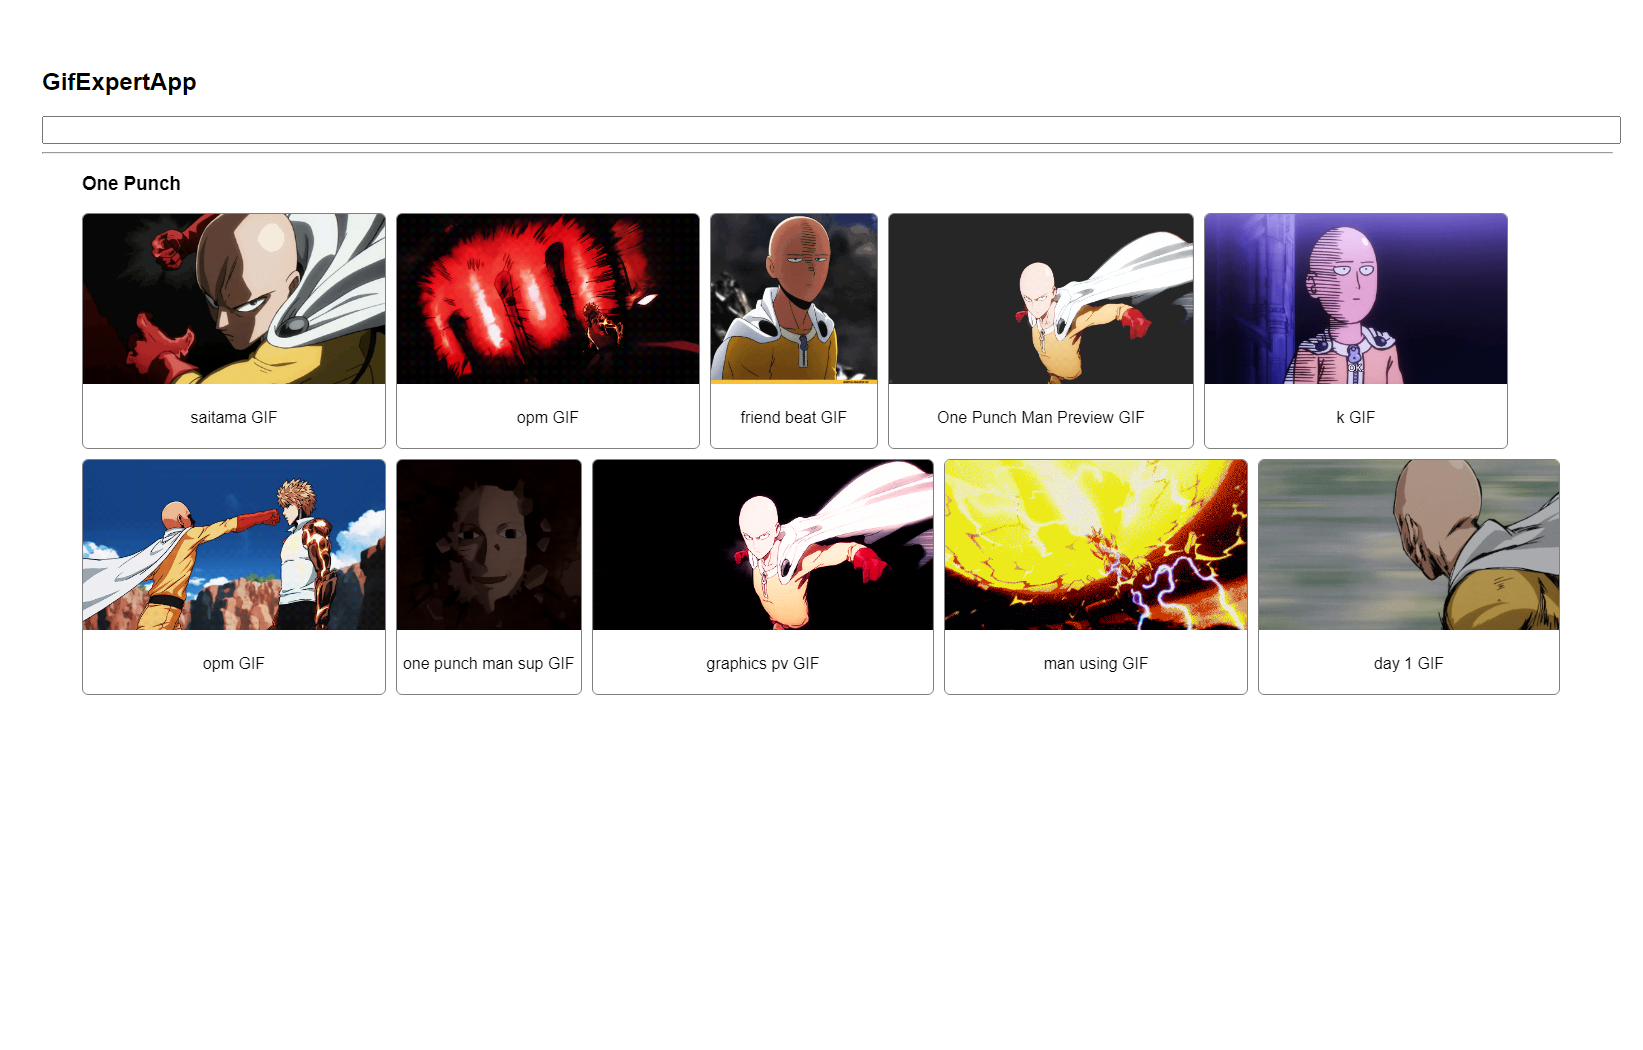 GifExpertApp
One Punch
saitama GIF
opm GIF
friend beat GIF
One Punch Man Preview GIF
OK
k GIF
opm GIF
one punch man sup GIF
graphics pv GIF
man using GIF
day 1 GIF